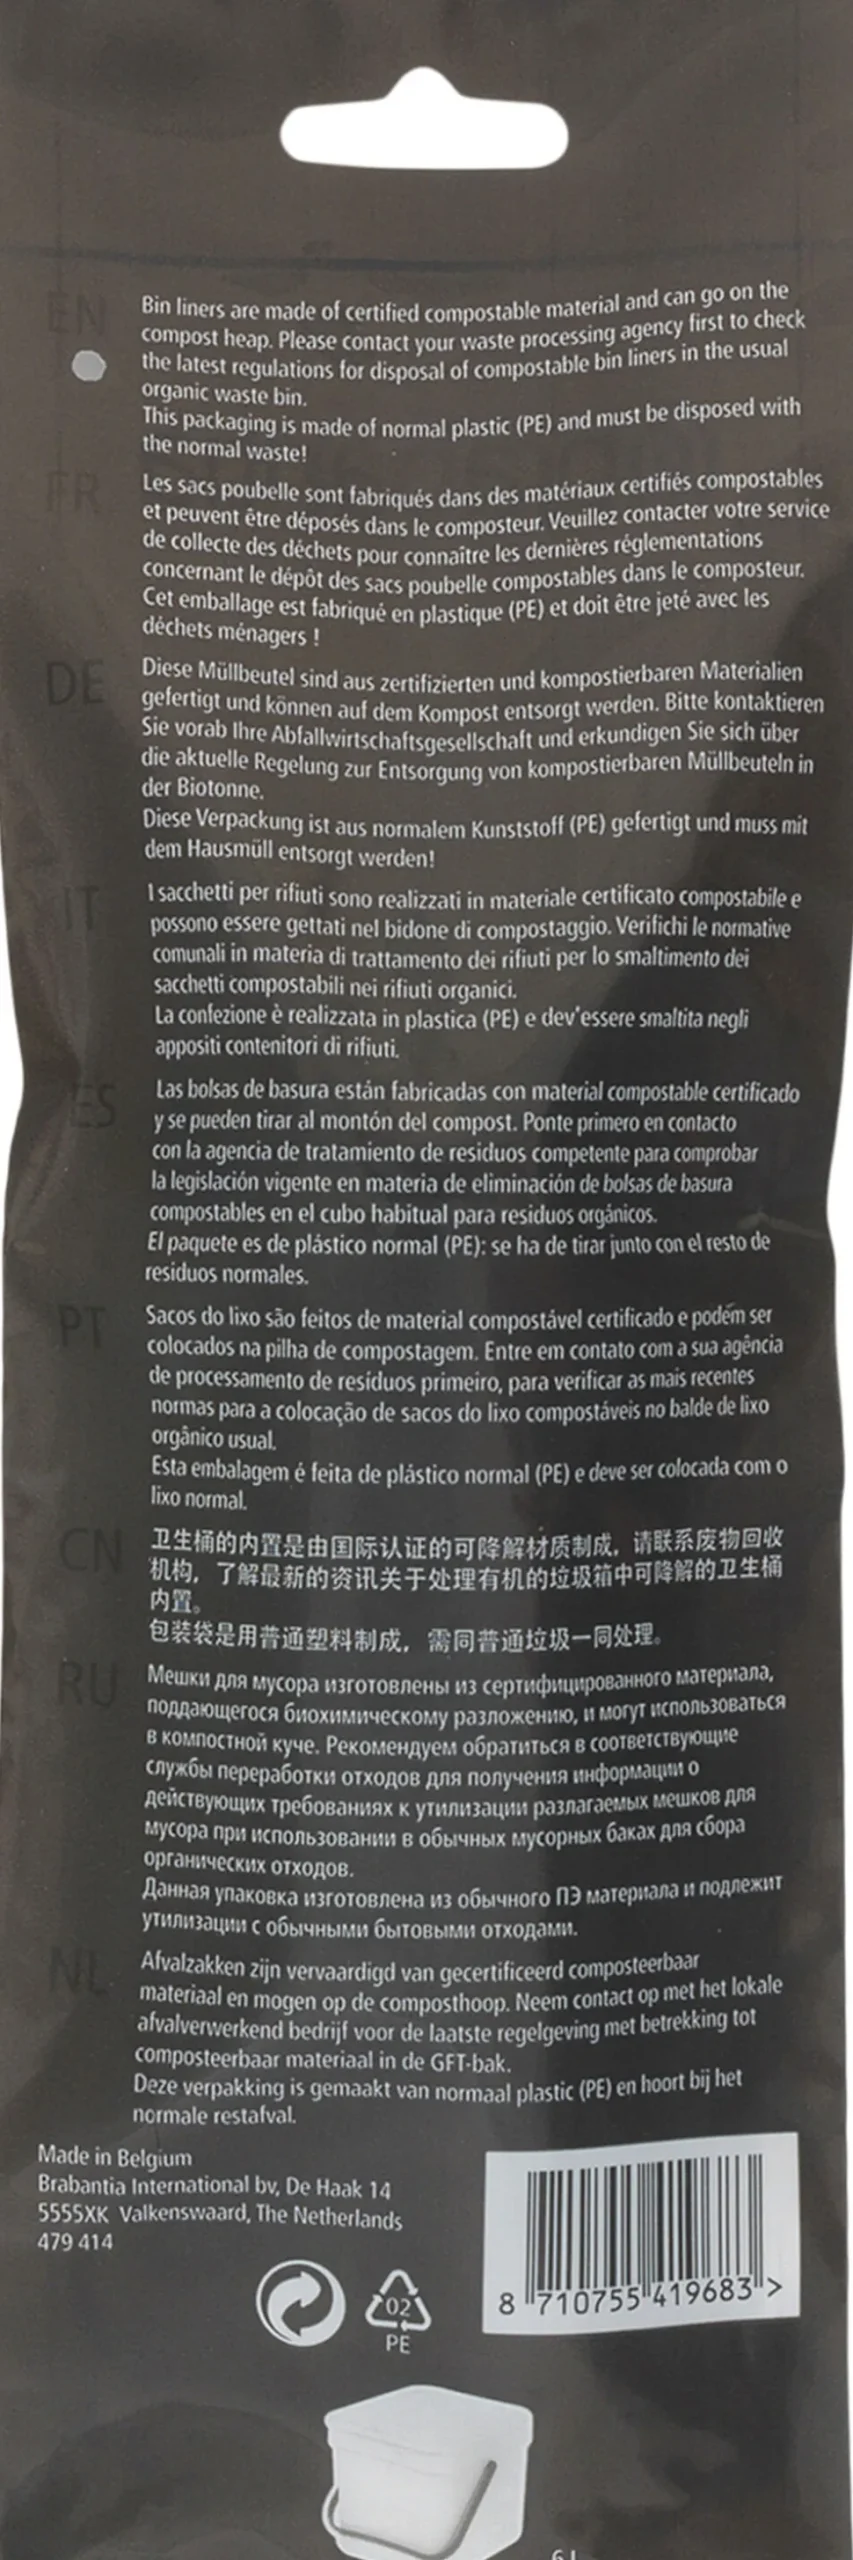 EN
Bin liners are made of certified compostable material and can go on the
compost heap. Please contact your waste processing agency first to check
the latest regulations for disposal of compostable bin liners in the usual
organic waste bin.
This packaging is made of normal plastic (PE) and must be disposed with
the normal waste!
FR
Les sacs poubelle sont fabriqués dans des matériaux certifiés compostables
et peuvent être déposés dans le composteur. Veuillez contacter votre service
de collecte des déchets pour connaître les dernières réglementations
concernant le dépôt des sacs poubelle compostables dans le composteur.
Cet emballage est fabriqué en plastique (PE) et doit être jeté avec les
déchets ménagers !
DE
Diese Müllbeutel sind aus zertifizierten und kompostierbaren Materialien
gefertigt und können auf dem Kompost entsorgt werden. Bitte kontaktieren
Sie vorab Ihre Abfallwirtschaftsgesellschaft und erkundigen Sie sich über
die aktuelle Regelung zur Entsorgung von kompostierbaren Müllbeuteln in
der Biotonne.
Diese Verpackung ist aus normalem Kunststoff (PE) gefertigt und muss mit
dem Hausmüll entsorgt werden!
IT
I sacchetti per rifiuti sono realizzati in materiale certificato compostabile e
possono essere gettati nel bidone di compostaggio. Verifichi le normative
comunali in materia di trattamento dei rifiuti per lo smaltimento dei
sacchetti compostabili nei rifiuti organici.
La confezione è realizzata in plastica (PE) e dev'essere smaltita negli
appositi contenitori di rifiuti.
ES
Las bolsas de basura están fabricadas con material compostable certificado
y se pueden tirar al montón del compost. Ponte primero en contacto
con la agencia de tratamiento de residuos competente para comprobar
la legislación vigente en materia de eliminación de bolsas de basura
compostables en el cubo habitual para residuos orgánicos.
El paquete es de plástico normal (PE): se ha de tirar junto con el resto de
residuos normales.
PT
Sacos do lixo são feitos de material compostável certificado e podem ser
colocados na pilha de compostagem. Entre em contato com a sua agência
de processamento de resíduos primeiro, para verificar as mais recentes
normas para a colocação de sacos do lixo compostáveis no balde de lixo
orgânico usual.
Esta embalagem é feita de plástico normal (PE) e deve ser colocada com o
lixo normal.
CN
卫生桶的内置是由国际认证的可降解材质制成，请联系废物回收
机构，了解最新的资讯关于处理有机的垃圾箱中可降解的卫生桶
内置。
包装袋是用普通塑料制成，需同普通垃圾一同处理。
RU
Мешки для мусора изготовлены из сертифицированного материала,
поддающегося биохимическому разложению, и могут использоваться
в компостной куче. Рекомендуем обратиться в соответствующие
службы переработки отходов для получения информации о
действующих требованиях к утилизации разлагаемых мешков для
мусора при использовании в обычных мусорных баках для сбора
органических отходов.
Данная упаковка изготовлена из обычного ПЭ материала и подлежит
утилизации с обычными бытовыми отходами.
NL
Afvalzakken zijn vervaardigd van gecertificeerd composteerbaar
materiaal en mogen op de composthoop. Neem contact op met het lokale
afvalverwerkend bedrijf voor de laatste regelgeving met betrekking tot
composteerbaar materiaal in de GFT-bak.
Deze verpakking is gemaakt van normaal plastic (PE) en hoort bij het
normale restafval.
Made in Belgium
Brabantia International bv, De Haak 14
5555XK Valkenswaard, The Netherlands
479 414
8 710755 419683 >
02
PE
6 L